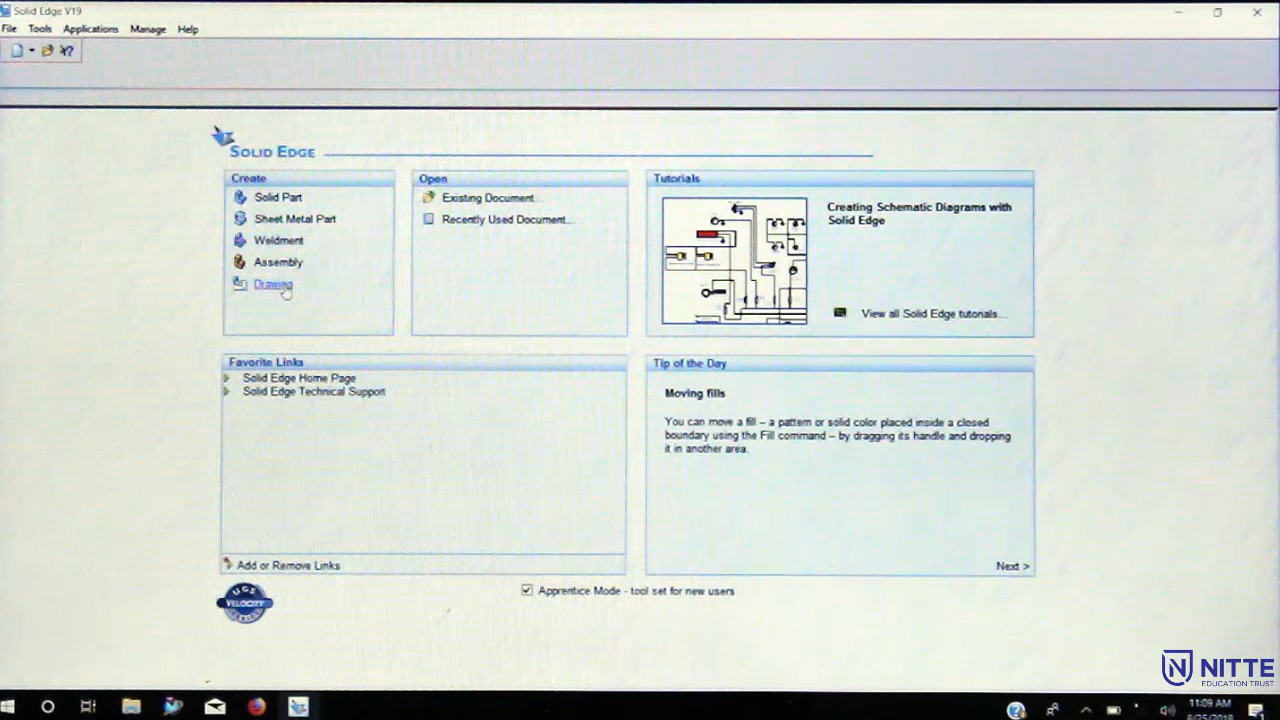 Solid Edge V19
File Tools Applications Manage Help
SOLID EDGE
Create
Solid Part
Sheet Metal Part
Weldment
Assembly
Drawing
Open
Existing Document...
Recently Used Document...
Tutorials
Creating Schematic Diagrams with
Solid Edge
View all Solid Edge tutorials...
Favorite Links
Solid Edge Home Page
Solid Edge Technical Support
Add or Remove Links
Tip of the Day
Moving fills
You can move a fill – a pattern or solid color placed inside a closed
boundary using the Fill command – by dragging its handle and dropping
it in another area.
Next >
UGS
VELOCITY
SERIES
Apprentice Mode - tool set for new users
NITTE
EDUCATION TRUST
11:09 AM